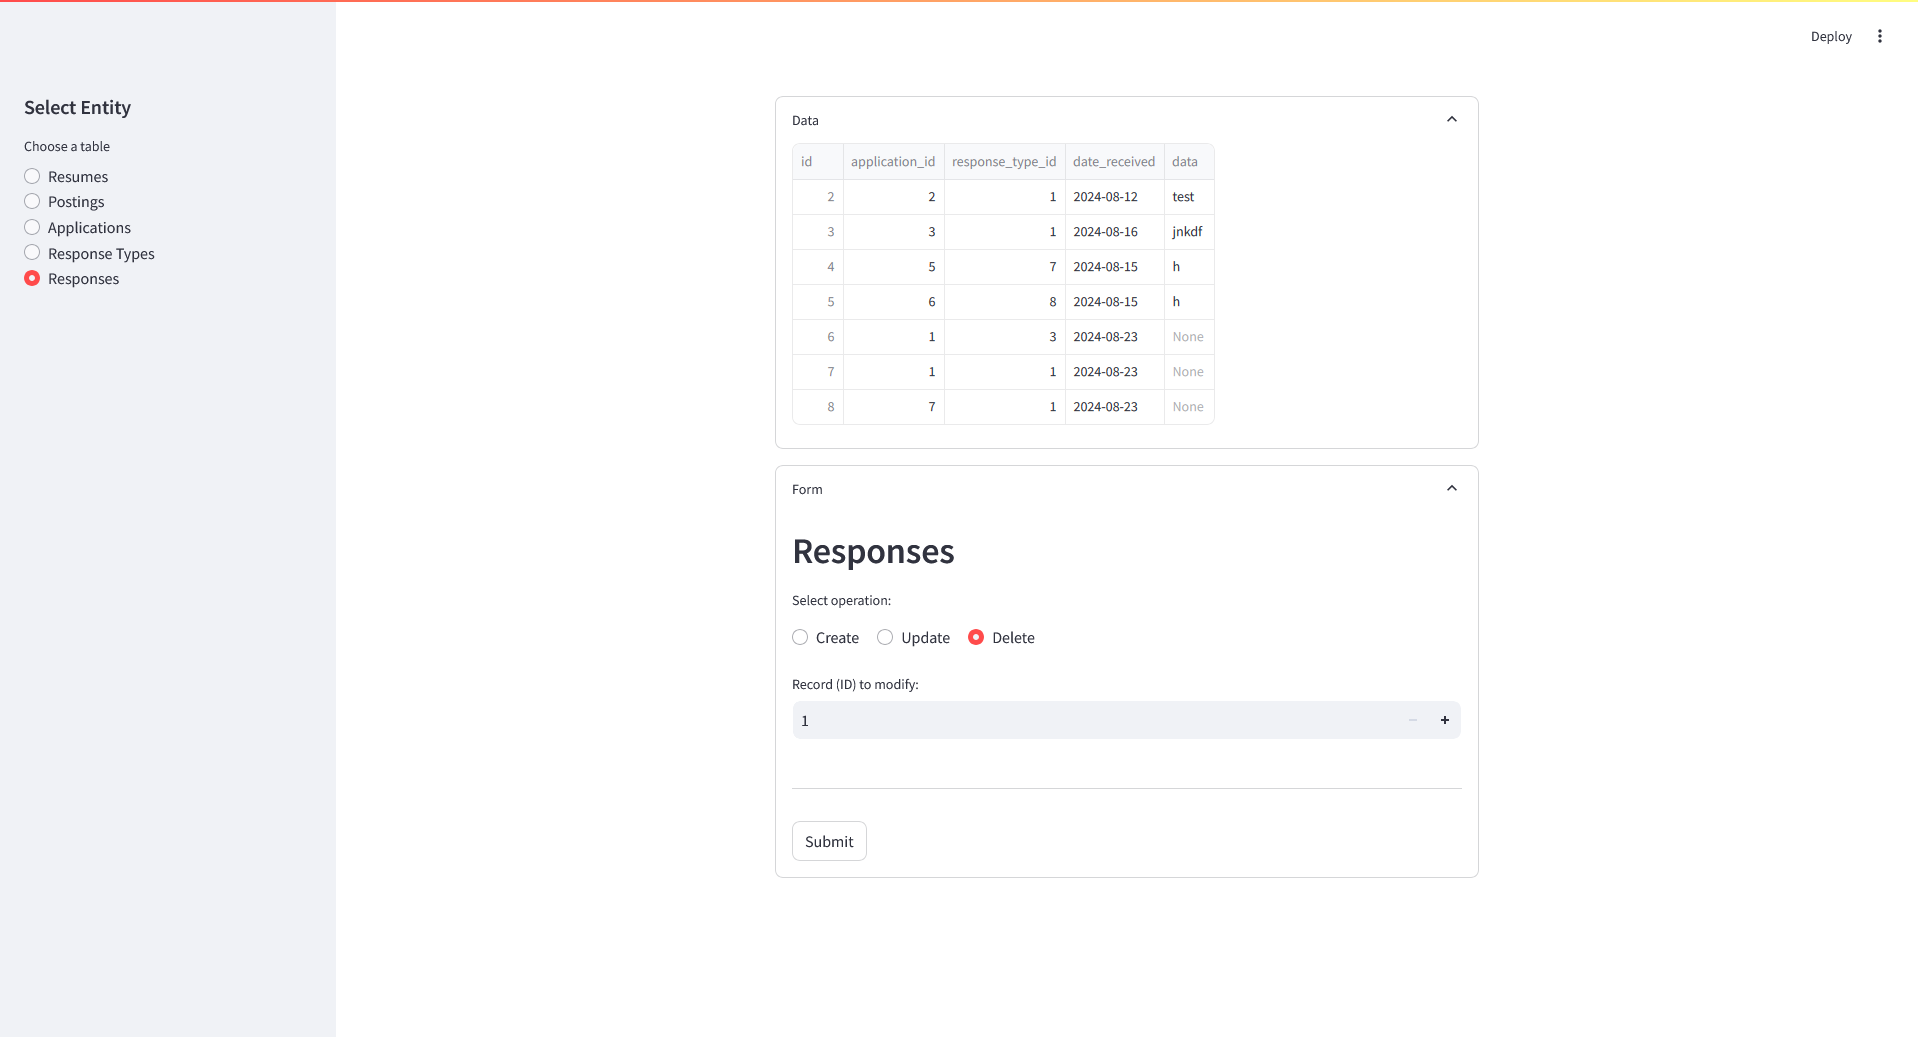 Deploy
Select Entity
Choose a table
Resumes
Postings
Applications
Response Types
Responses
Data
id application_id response_type_id date_received data
2 2 1 2024-08-12 test
3 3 1 2024-08-16 jnkdf
4 5 7 2024-08-15 h
5 6 8 2024-08-15 h
6 1 3 2024-08-23 None
7 1 1 2024-08-23 None
8 7 1 2024-08-23 None
Form
Responses
Select operation:
Create Update Delete
Record (ID) to modify:
1
Submit